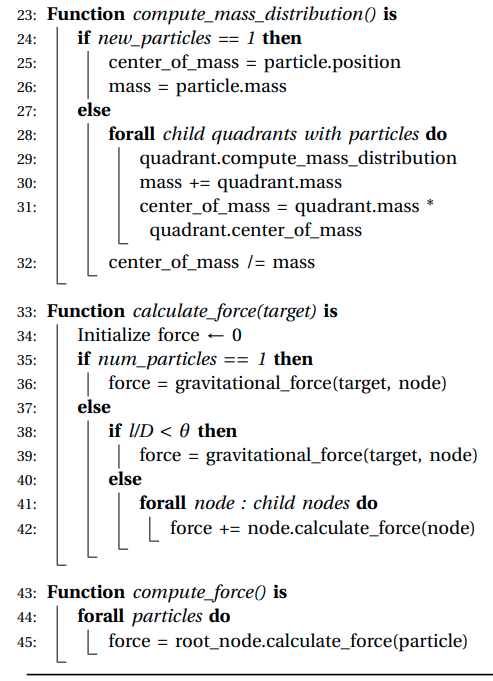 23: Function compute_mass_distribution() is
24: if new_particles == 1 then
25: center_of_mass = particle.position
26: mass = particle.mass
27: else
28: forall child quadrants with particles do
29: quadrant.compute_mass_distribution
30: mass += quadrant.mass
31: center_of_mass = quadrant.mass *
quadrant.center_of_mass
32: center_of_mass /= mass
33: Function calculate_force(target) is
34: Initialize force ← 0
35: if num_particles == 1 then
36: force = gravitational_force(target, node)
37: else
38: if l/D < θ then
39: force = gravitational_force(target, node)
40: else
41: forall node : child nodes do
42: force += node.calculate_force(node)
43: Function compute_force() is
44: forall particles do
45: force = root_node.calculate_force(particle)